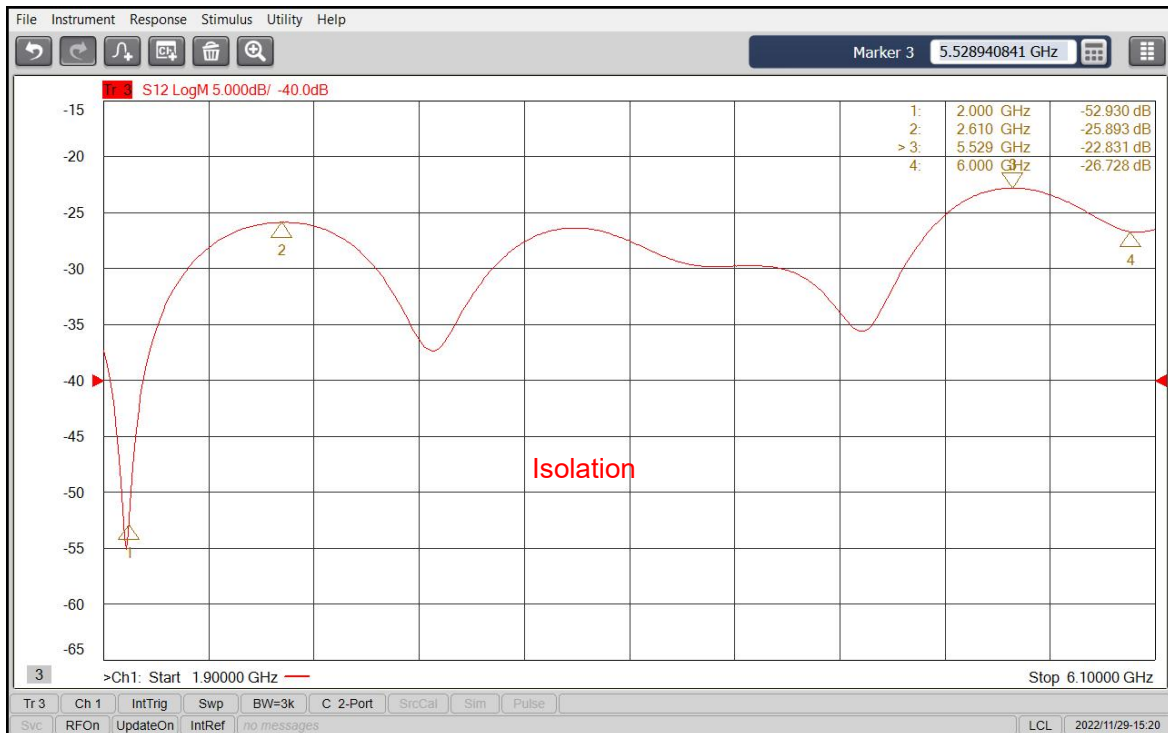 File Instrument Response Stimulus Utility Help
Marker 3 5.528940841 GHz
Tr 3 S12 LogM 5.000dB/ -40.0dB
1: 2.000 GHz -52.930 dB
2: 2.610 GHz -25.893 dB
> 3: 5.529 GHz -22.831 dB
4: 6.000 GHz -26.728 dB
-15
-20
-25
-30
-35
-40
-45
-50
-55
-60
-65
1
2
3
4
Isolation
3 >Ch1: Start 1.90000 GHz Stop 6.10000 GHz
Tr 3 Ch 1 IntTrig Swp BW=3k C 2-Port SrcCal Sim Pulse
Svc RFOn UpdateOn IntRef no messages LCL 2022/11/29-15:20